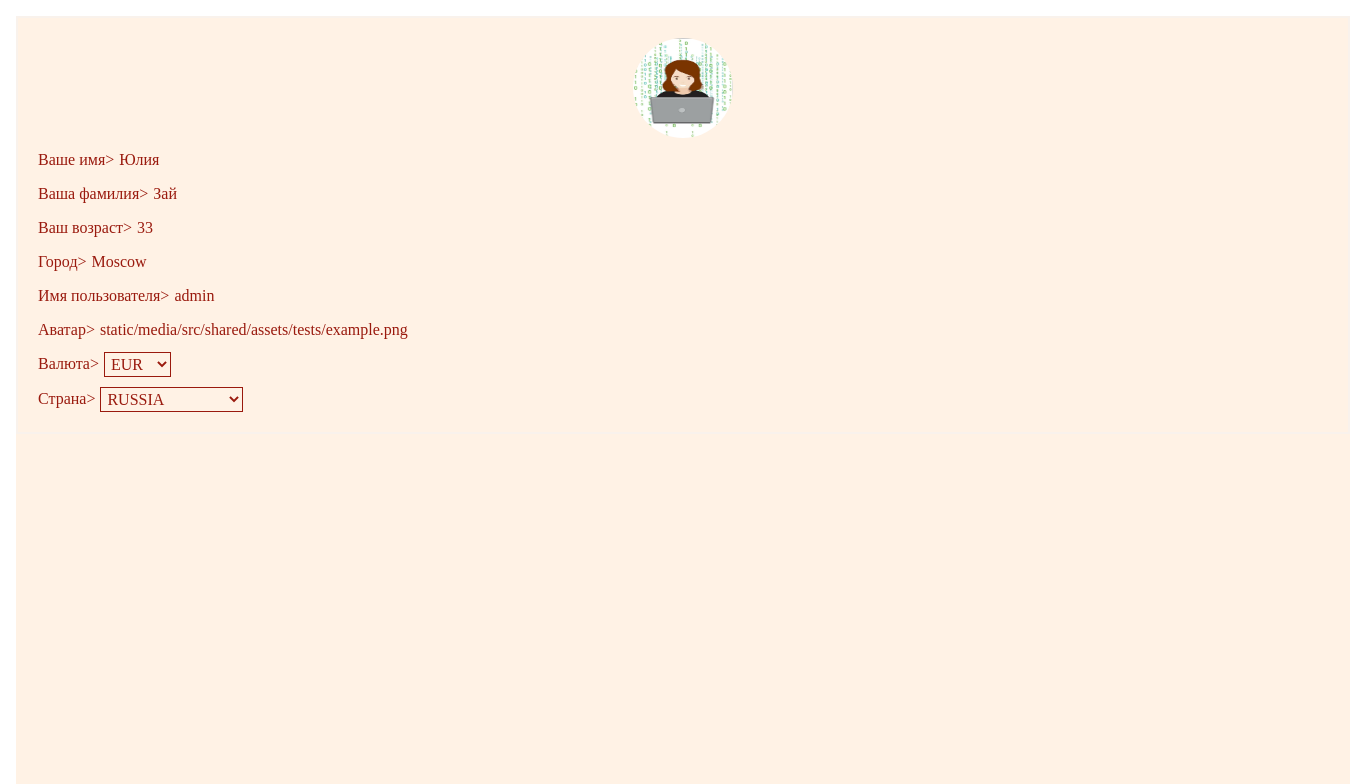 Ваше имя> Юлия
Ваша фамилия> Зай
Ваш возраст> 33
Город> Moscow
Имя пользователя> admin
Аватар> static/media/src/shared/assets/tests/example.png
Валюта> EUR
Страна> RUSSIA